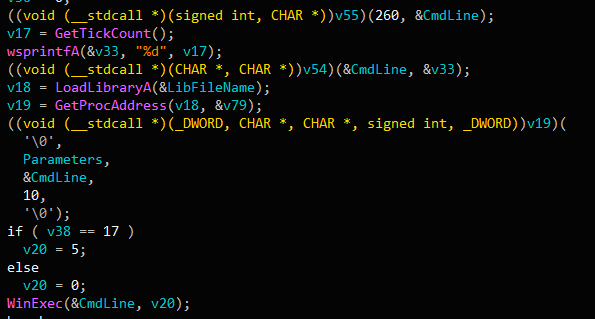 ((void (__stdcall *)(signed int, CHAR *))v55)(260, &CmdLine);
v17 = GetTickCount();
wsprintfA(&v33, "%d", v17);
((void (__stdcall *)(CHAR *, CHAR *))v54)(&CmdLine, &v33);
v18 = LoadLibraryA(&LibFileName);
v19 = GetProcAddress(v18, &v79);
((void (__stdcall *)(_DWORD, CHAR *, CHAR *, signed int, _DWORD))v19)(
'\0',
Parameters,
&CmdLine,
10,
'\0');
if ( v38 == 17 )
v20 = 5;
else
v20 = 0;
WinExec(&CmdLine, v20);